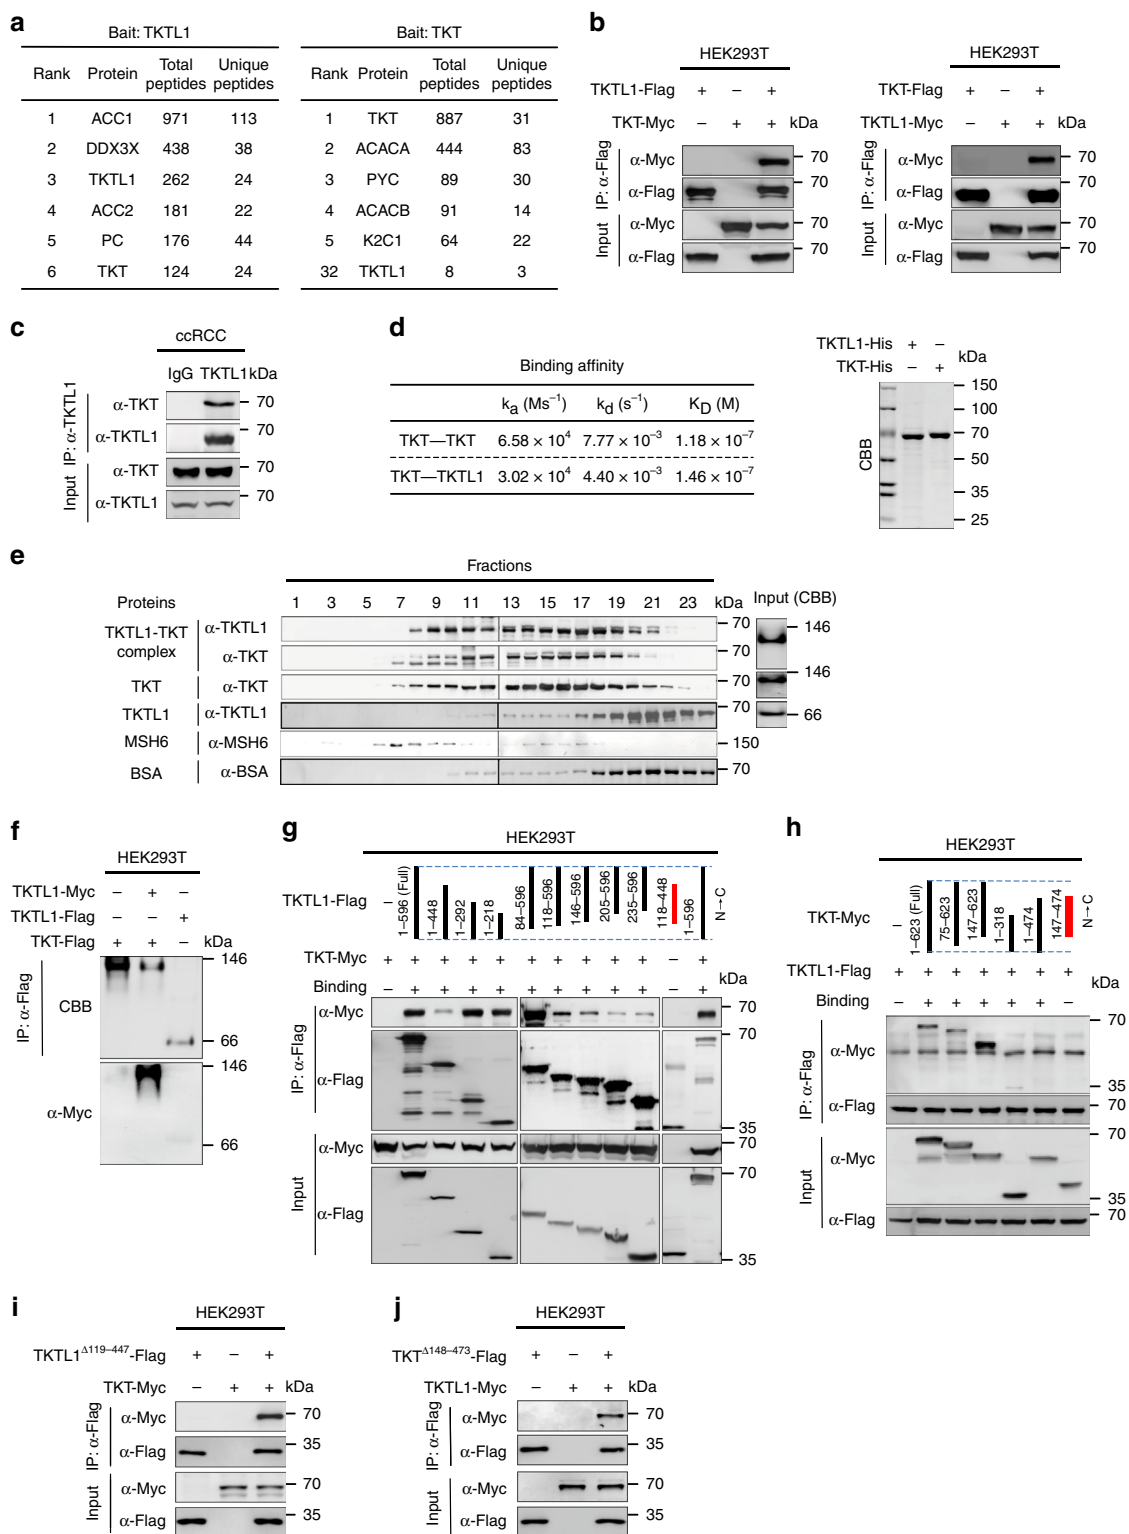 a
Bait: TKTL1
Rank Protein Total peptides Unique peptides
1 ACC1 971 113
2 DDX3X 438 38
3 TKTL1 262 24
4 ACC2 181 22
5 PC 176 44
6 TKT 124 24
Bait: TKT
Rank Protein Total peptides Unique peptides
1 TKT 887 31
2 ACACA 444 83
3 PYC 89 30
4 ACACB 91 14
5 K2C1 64 22
32 TKTL1 8 3
b
HEK293T
TKTL1-Flag + – +
TKT-Myc – + + kDa
IP: α-Flag
α-Myc 70
α-Flag 70
Input
α-Myc 70
α-Flag 70
HEK293T
TKT-Flag + – +
TKTL1-Myc – + + kDa
IP: α-Flag
α-Myc 70
α-Flag 70
Input
α-Myc 70
α-Flag 70
c
ccRCC
IgG TKTL1 kDa
IP: α-TKTL1
α-TKT 70
α-TKTL1 70
Input
α-TKT 70
α-TKTL1 70
d
Binding affinity
ka (Ms⁻¹) kd (s⁻¹) KD (M)
TKT—TKT 6.58 × 10⁴ 7.77 × 10⁻³ 1.18 × 10⁻⁷
TKT—TKTL1 3.02 × 10⁴ 4.40 × 10⁻³ 1.46 × 10⁻⁷
TKTL1-His + –
TKT-His – +
kDa
CBB
150
100
70
50
35
25
e
Fractions
Proteins 1 3 5 7 9 11 13 15 17 19 21 23 kDa Input (CBB)
TKTL1-TKT complex
α-TKTL1 70 146
α-TKT 70
TKT α-TKT 70 146
TKTL1 α-TKTL1 70 66
MSH6 α-MSH6 150
BSA α-BSA 70
f
HEK293T
TKTL1-Myc – + –
TKTL1-Flag – – +
TKT-Flag + + – kDa
IP: α-Flag
CBB
146
66
α-Myc
146
66
g
HEK293T
TKTL1-Flag – 1–596 (Full) 1–448 1–292 1–218 84–596 118–596 146–596 205–596 235–596 118–448 1–596 N→C
TKT-Myc + + + + + + + + + + – +
kDa
Binding + + + + + + + + + – +
IP: α-Flag
α-Myc 70
α-Flag 70
35
Input
α-Myc 70
α-Flag 70
35
h
HEK293T
TKT-Myc – 1–623 (Full) 75–623 147–623 1–318 1–474 147–474 N→C
TKTL1-Flag + + + + + + +
kDa
Binding – + + + + + –
IP: α-Flag
α-Myc 70
35
α-Flag 70
Input
α-Myc 70
35
α-Flag 70
i
HEK293T
TKTL1Δ119–447-Flag + – +
TKT-Myc – + + kDa
IP: α-Flag
α-Myc 70
α-Flag 35
Input
α-Myc 70
α-Flag 35
j
HEK293T
TKTΔ148–473-Flag + – +
TKTL1-Myc – + + kDa
IP: α-Flag
α-Myc 70
α-Flag 35
Input
α-Myc 70
α-Flag 35